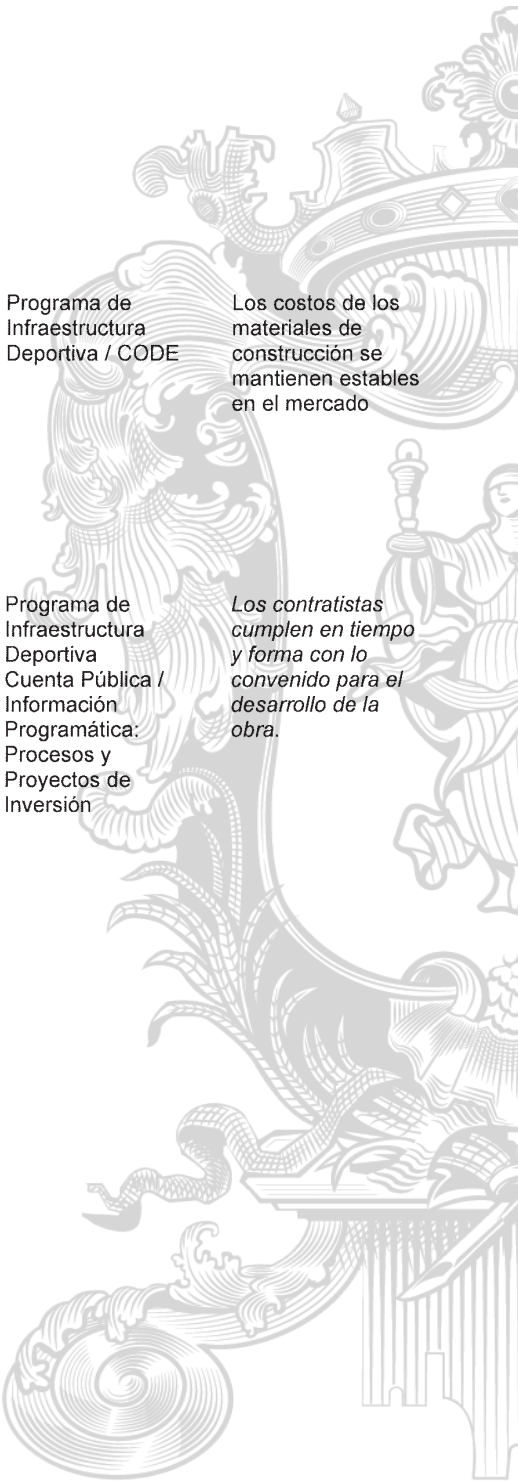 Programa de
Infraestructura
Deportiva / CODE
Los costos de los
materiales de
construcción se
mantienen estables
en el mercado
Programa de
Infraestructura
Deportiva
Cuenta Pública /
Información
Programática:
Procesos y
Proyectos de
Inversión
Los contratistas
cumplen en tiempo
y forma con lo
convenido para el
desarrollo de la
obra.